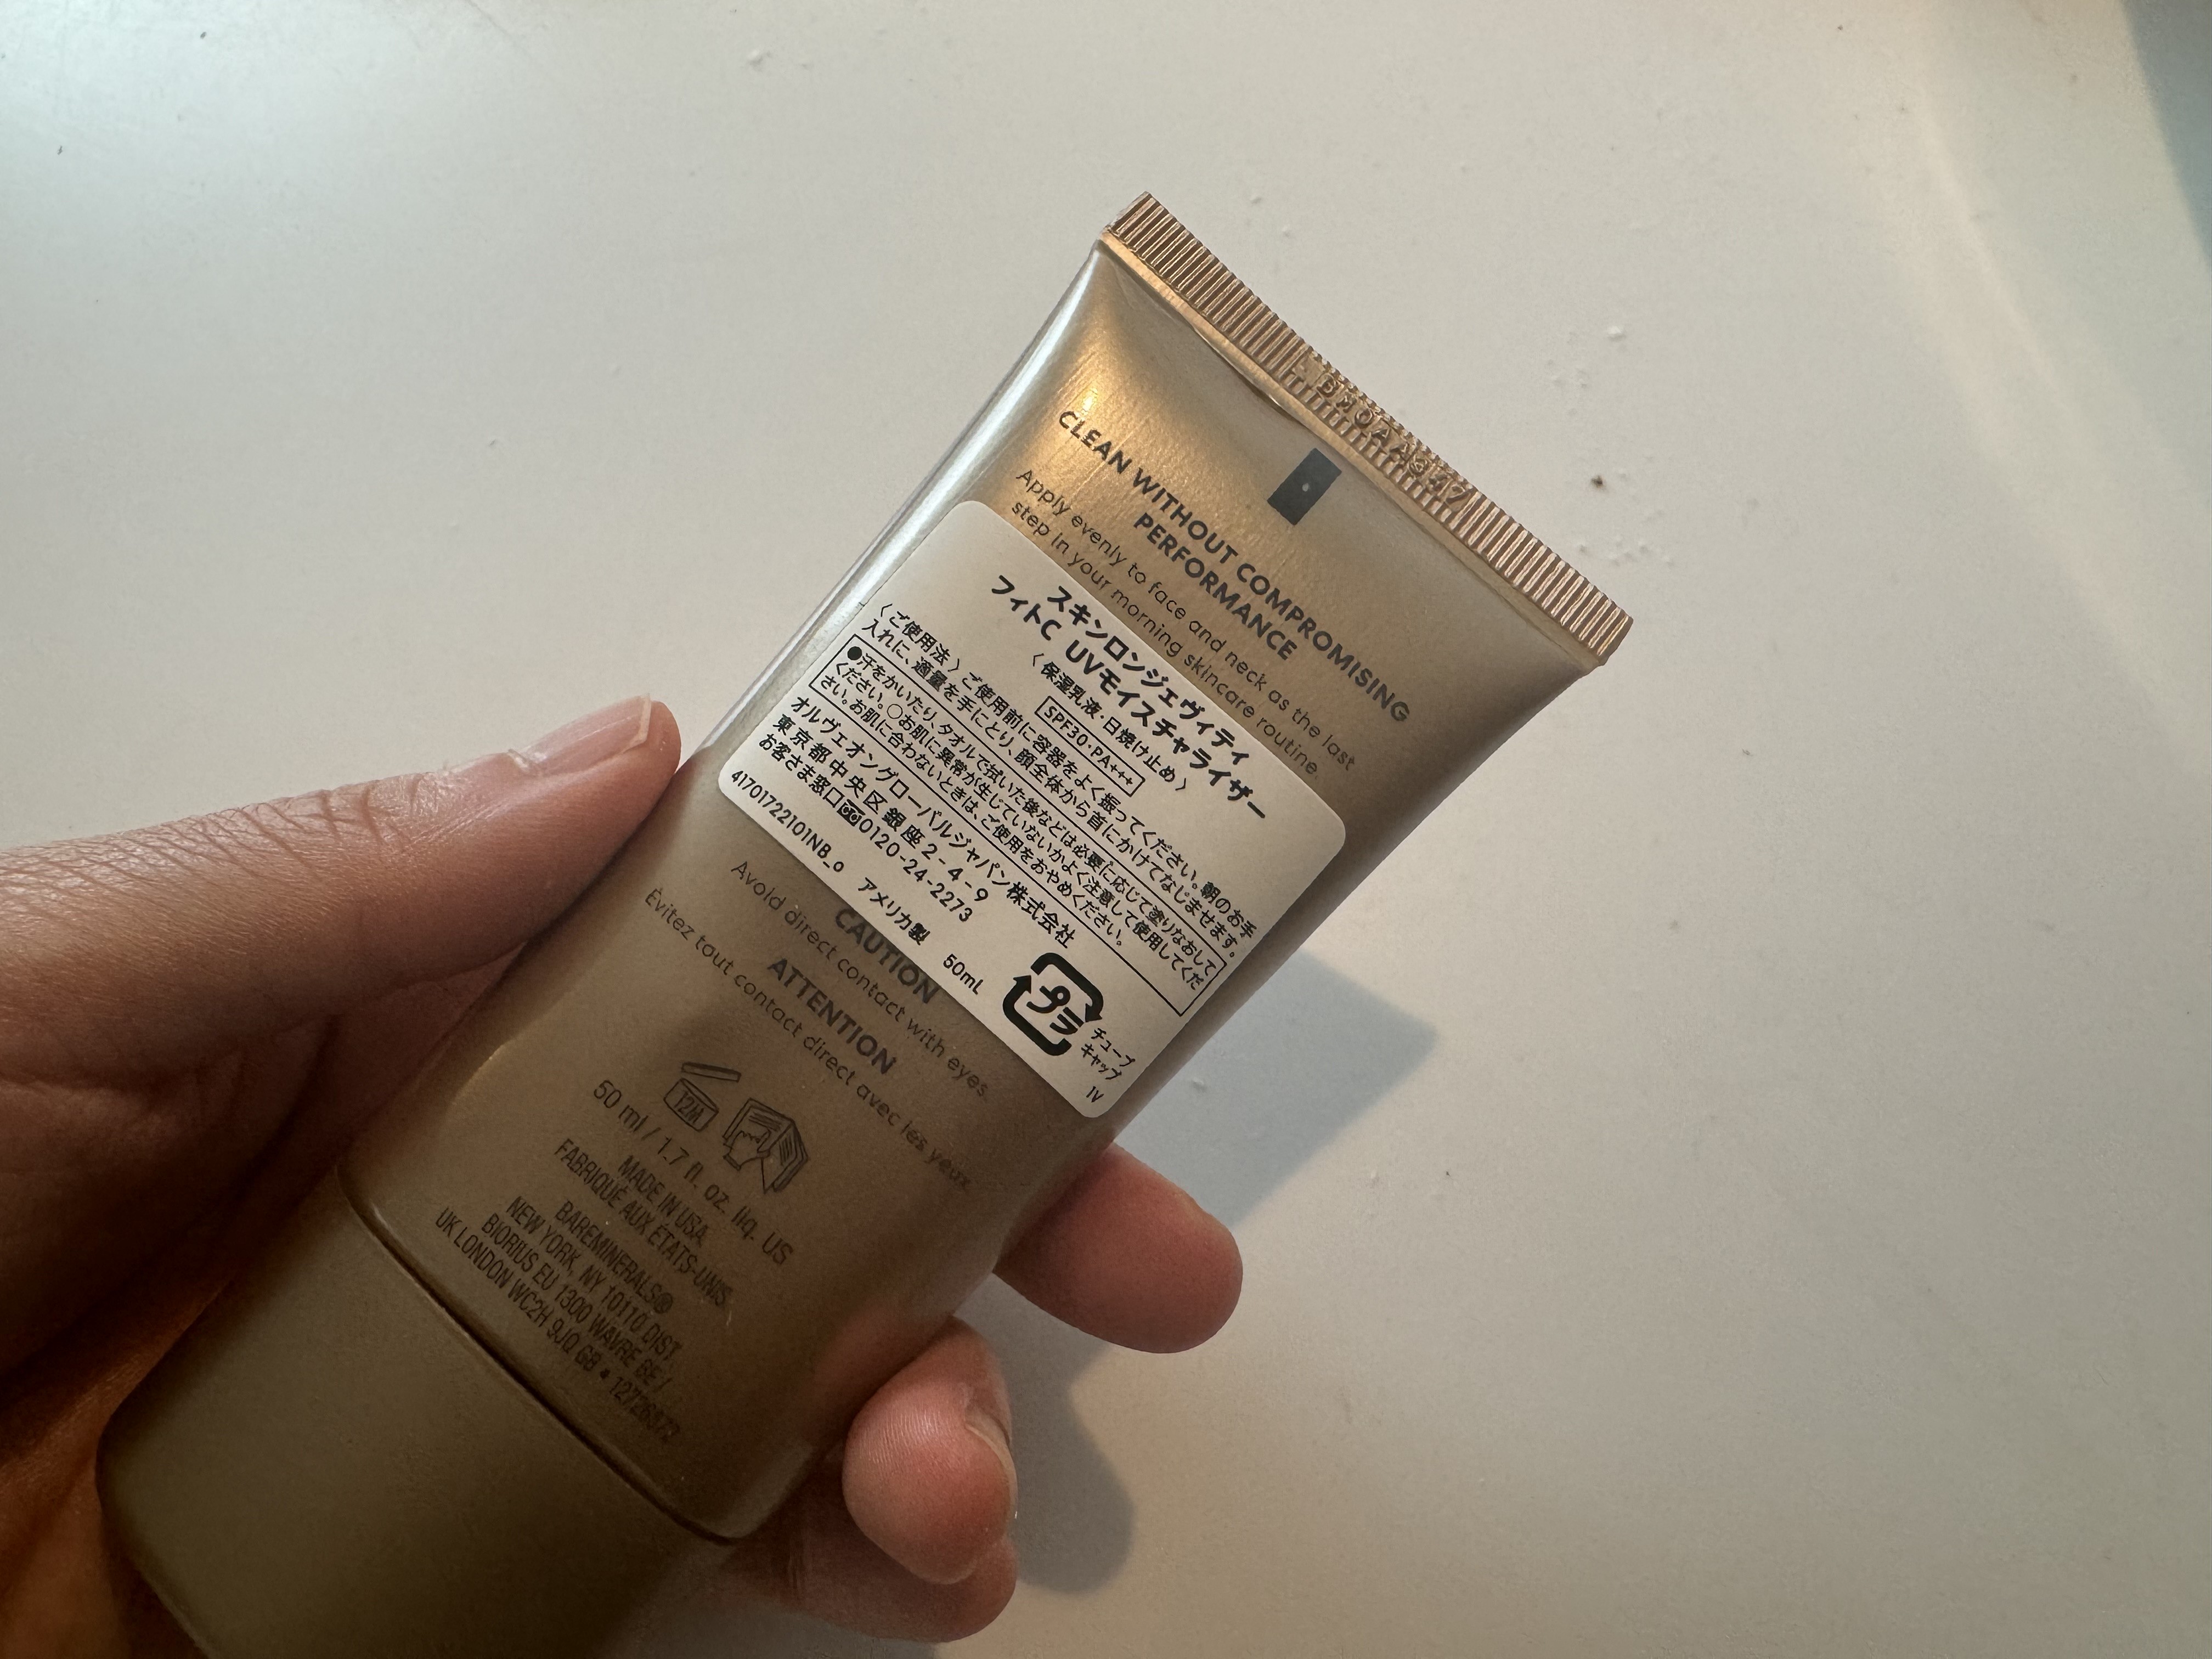 CLEAN WITHOUT COMPROMISING
PERFORMANCE
Apply evenly to face and neck as the last
step in your morning skincare routine.
スキンロンジェヴィティ
フィトC UVモイスチャライザー
〈保湿乳液・日焼け止め〉
SPF30・PA+++
〈ご使用法〉ご使用前に容器をよく振ってください。朝のお手
入れに、適量を手にとり、顔全体から首にかけてなじませます。
●汗をかいたり、タオルで拭いた後などは必要に応じて塗りなおして
ください。○お肌に異常が生じていないかよく注意して使用してくだ
さい。お肌に合わないときは、ご使用をおやめください。
オルヴェオングローバルジャパン株式会社
東京都中央区銀座2-4-9
お客さま窓口 0120-24-2273
41701722101NB_0 アメリカ製 50mL
プラ
チューブ
キャップ
IV
CAUTION
Avoid direct contact with eyes
ATTENTION
Évitez tout contact direct avec les yeux
12M
50 ml / 1.7 fl. oz. liq. US
MADE IN USA
FABRIQUÉ AUX ÉTATS-UNIS
BAREMINERALS®
NEW YORK, NY 10110 DIST
BIORIUS EU 1300 WAVRE BE /
UK LONDON WC2H 9JQ GB •